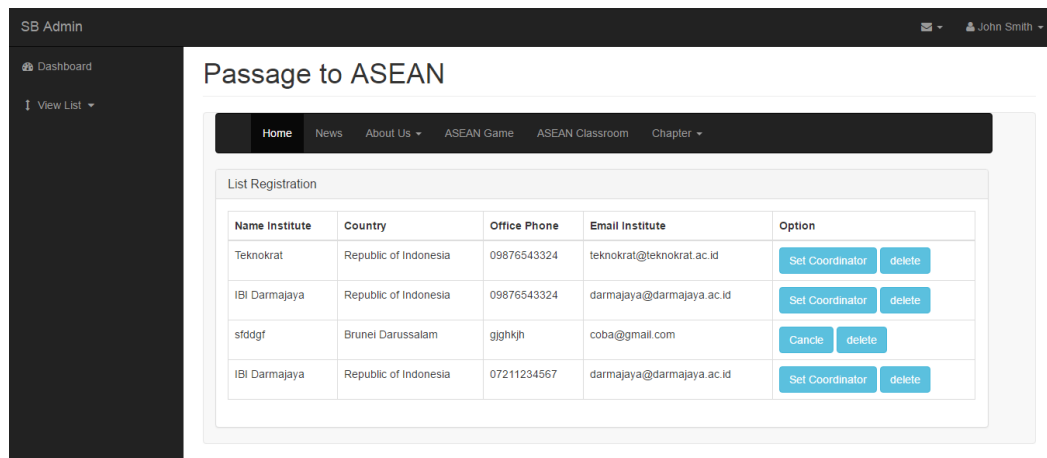 SB Admin John Smith
Dashboard
View List
Passage to ASEAN
Home News About Us ASEAN Game ASEAN Classroom Chapter
List Registration
Name Institute Country Office Phone Email Institute Option
Teknokrat Republic of Indonesia 09876543324 teknokrat@teknokrat.ac.id Set Coordinator delete
IBI Darmajaya Republic of Indonesia 09876543324 darmajaya@darmajaya.ac.id Set Coordinator delete
sfddgf Brunei Darussalam gjghkjh coba@gmail.com Cancle delete
IBI Darmajaya Republic of Indonesia 07211234567 darmajaya@darmajaya.ac.id Set Coordinator delete